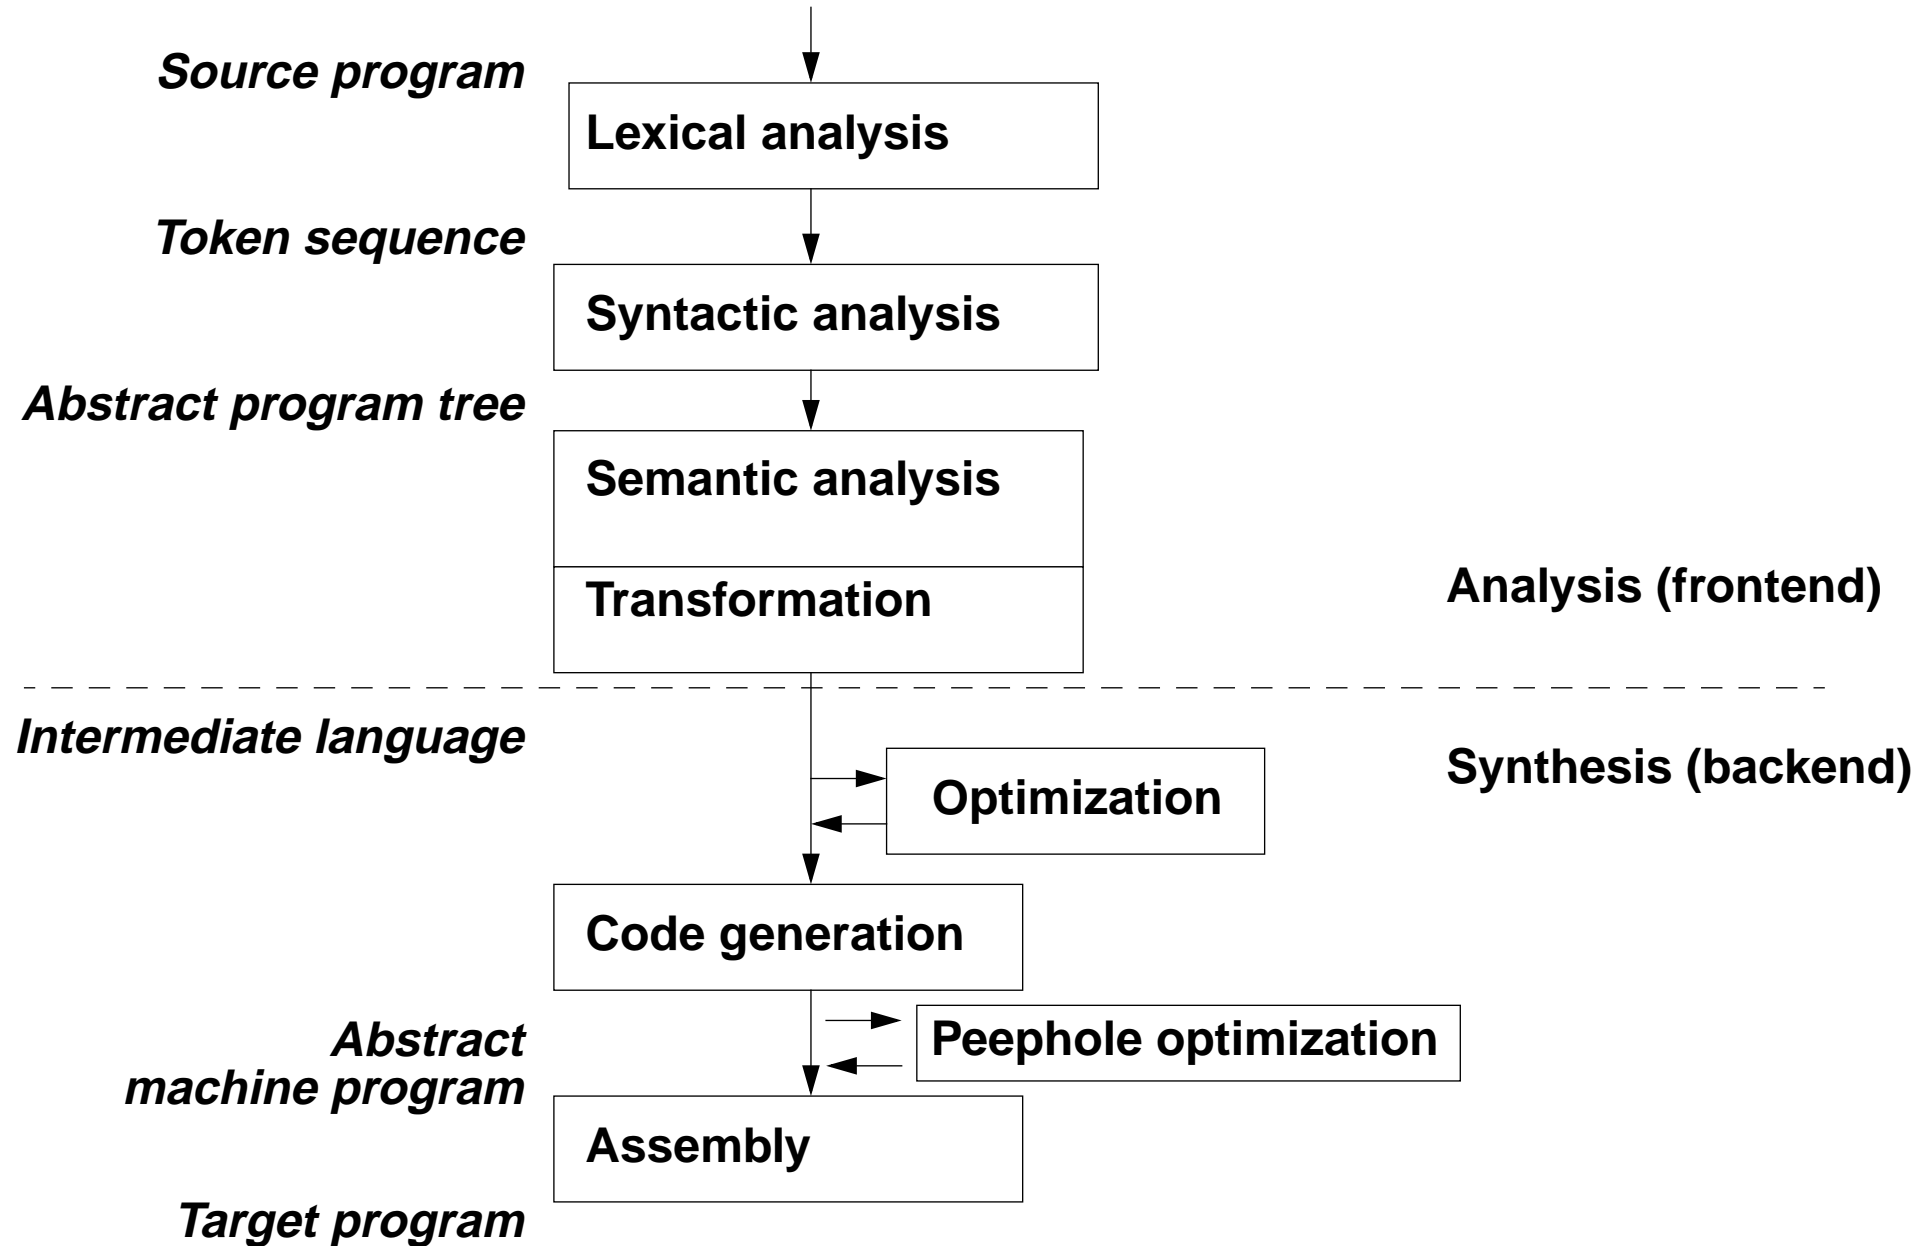 Source program
Lexical analysis
Token sequence
Syntactic analysis
Abstract program tree
Semantic analysis
Transformation
Analysis (frontend)
Intermediate language
Synthesis (backend)
Optimization
Code generation
Abstract
machine program
Peephole optimization
Assembly
Target program